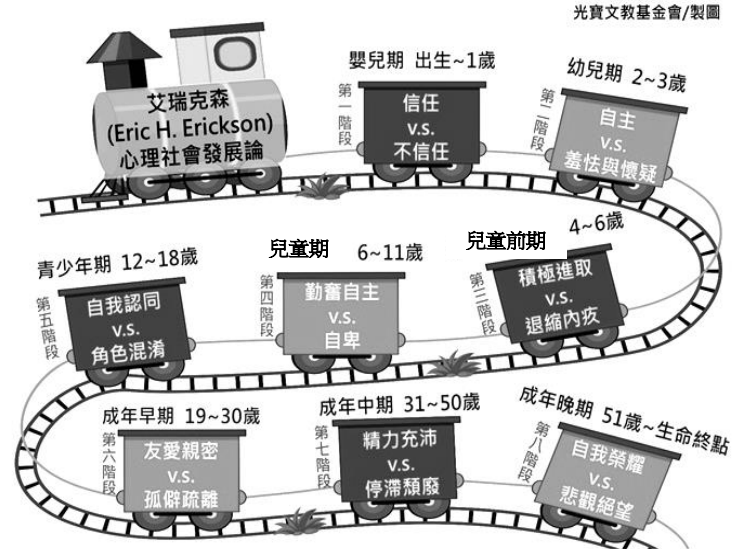 光寶文教基金會/製圖
艾瑞克森
(Eric H. Erickson)
心理社會發展論
嬰兒期 出生~1歲
第一階段
信任
v.s.
不信任
幼兒期 2~3歲
第二階段
自主
v.s.
羞怯與懷疑
兒童前期 4~6歲
第三階段
積極進取
v.s.
退縮內疚
兒童期 6~11歲
第四階段
勤奮自主
v.s.
自卑
青少年期 12~18歲
第五階段
自我認同
v.s.
角色混淆
成年早期 19~30歲
第六階段
友愛親密
v.s.
孤僻疏離
成年中期 31~50歲
第七階段
精力充沛
v.s.
停滯頹廢
成年晚期 51歲~生命終點
第八階段
自我榮耀
v.s.
悲觀絕望